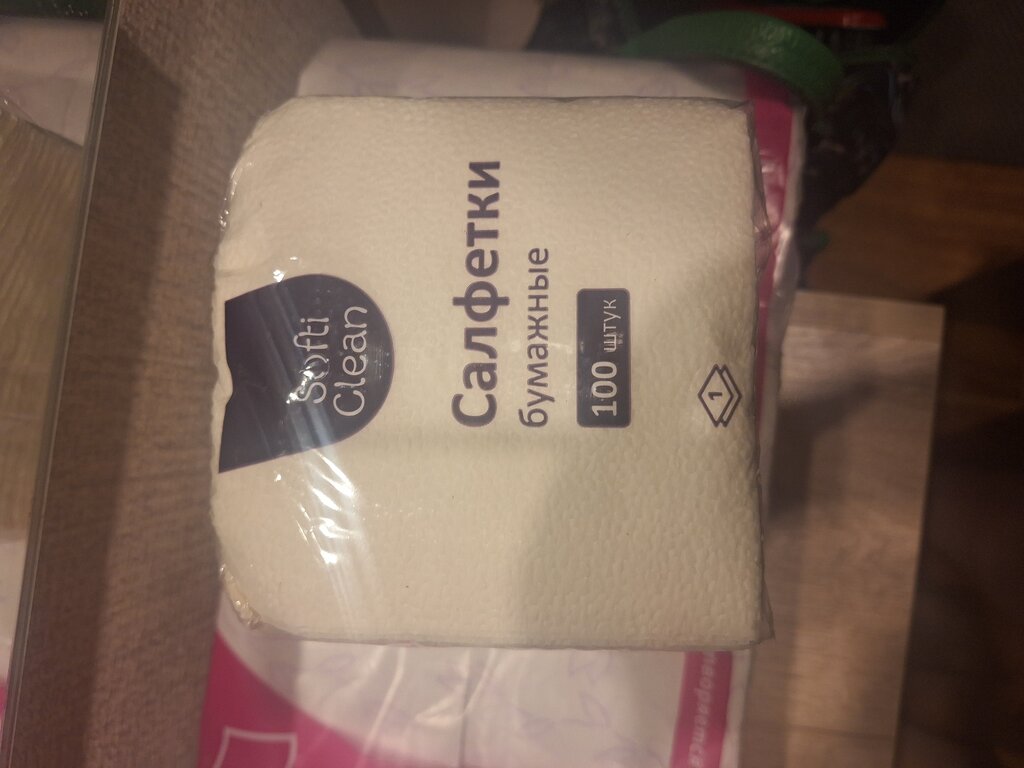 Softi
Clean
Салфетки
бумажные
100 штук
1